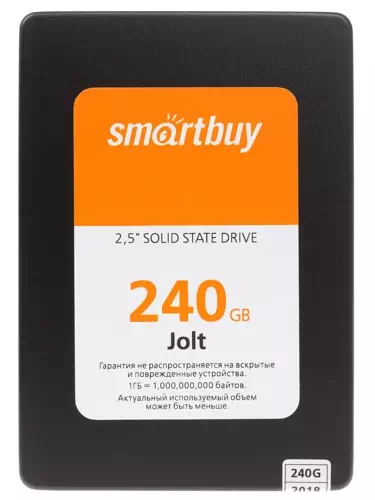 smartbuy
2,5" SOLID STATE DRIVE
240 GB
Jolt
Гарантия не распространяется на вскрытые
и поврежденные устройства.
1ГБ = 1,000,000,000 байтов.
Актуальный используемый объем
может быть меньше.
240G
2018